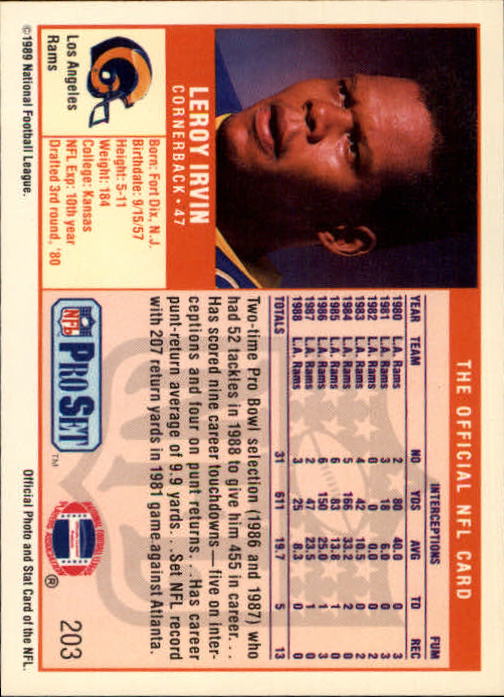 THE OFFICIAL NFL CARD
INTERCEPTIONS FUM
YEAR TEAM NO YDS AVG TD REC
1980 L.A. Rams 2 80 40.0 0 3
1981 L.A. Rams 3 18 6.0 0 3
1982 L.A. Rams 0 0 0.0 0
1983 L.A. Rams 4 42 10.5 0 2
1984 L.A. Rams 5 166 33.2 2 2
1985 L.A. Rams 6 83 13.8 1
1986 L.A. Rams 6 1
1987 L.A. Rams 2 47 23.5 1
1988 L.A. Rams 3 25 8.3 0 0
TOTALS 31 611 19.7 5 13
Two-time Pro Bowl selection (1986 and 1987) who
had 52 tackles in 1988 to give him 455 in career. . .
Has scored nine career touchdowns—five on inter-
ceptions and four on punt returns. . .Has career
punt-return average of 9.9 yards. . .Set NFL record
with 207 return yards in 1981 game against Atlanta.
LEROY IRVIN
CORNERBACK • 47
Los Angeles
Rams
Born: Fort Dix, N.J.
Birthdate: 9/15/57
Height: 5-11
Weight: 184
College: Kansas
NFL Exp: 10th year
Drafted 3rd round, '80
NFL PRO SET ™
®
203
©1989 National Football League.
Official Photo and Stat Card of the NFL.